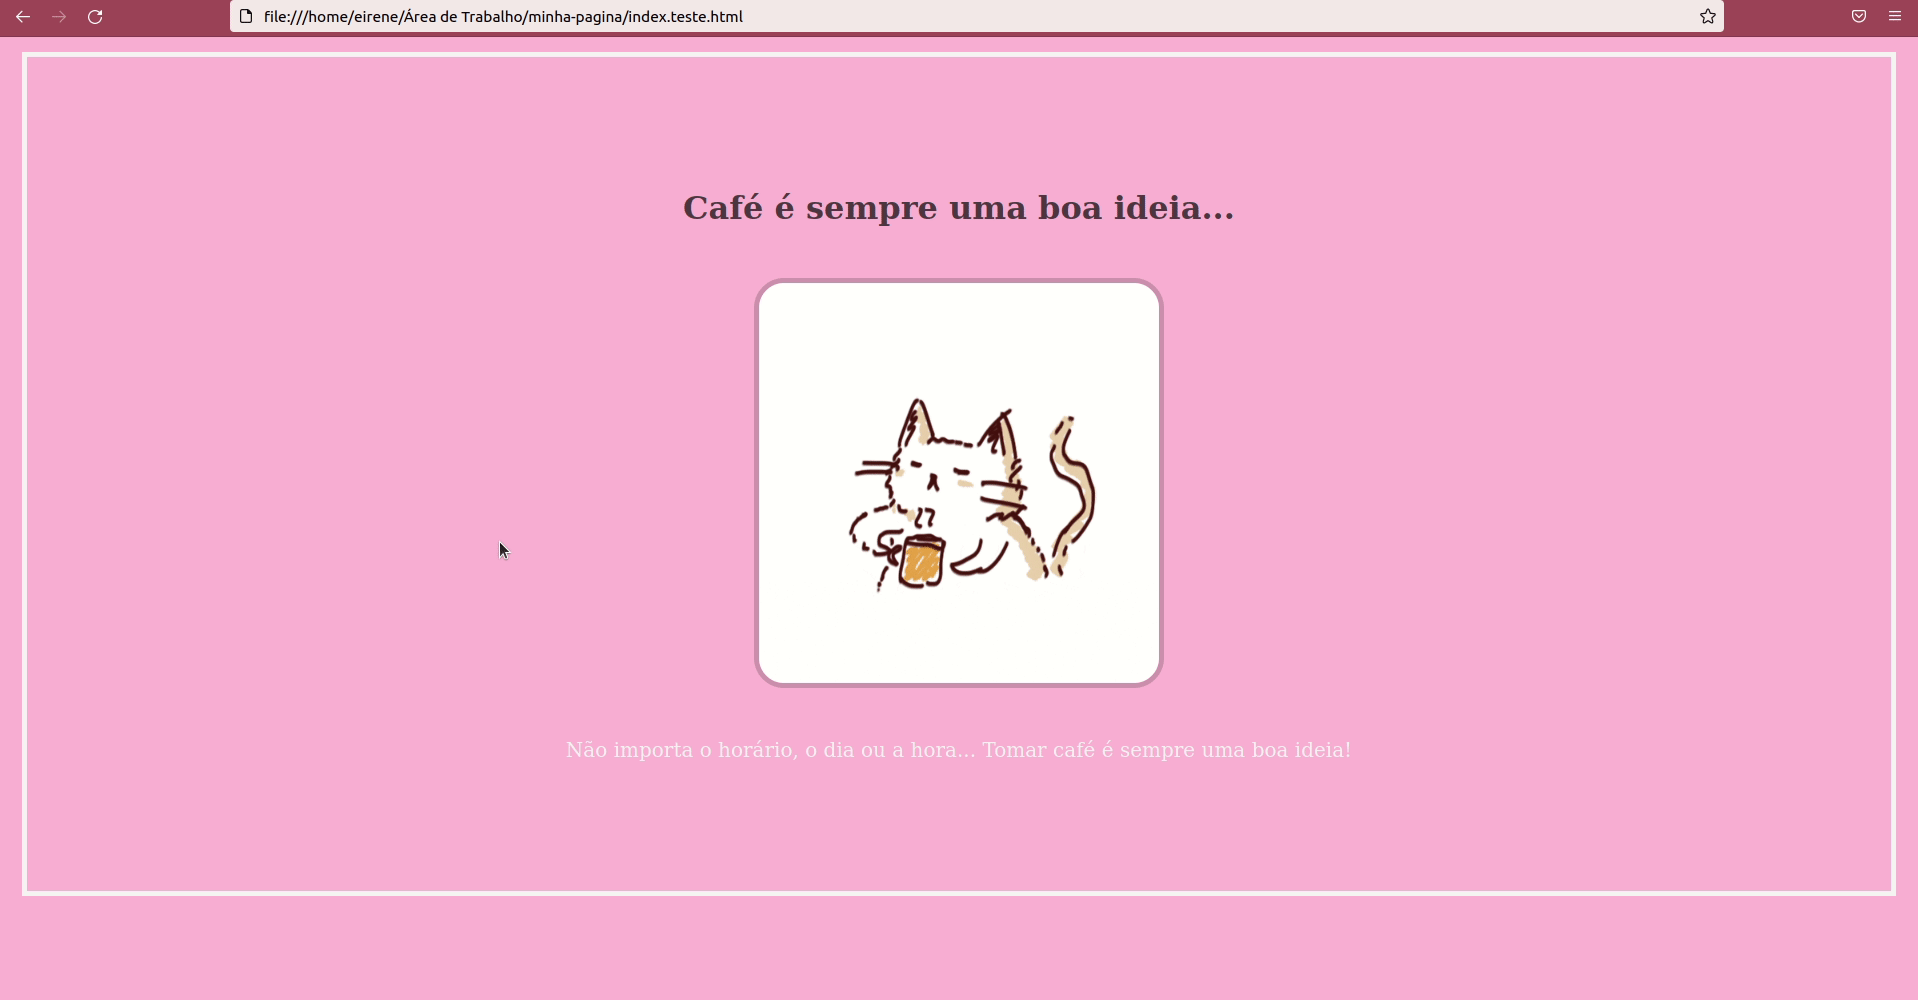 file:///home/eirene/Área de Trabalho/minha-pagina/index.teste.html
Café é sempre uma boa ideia...
Não importa o horário, o dia ou a hora... Tomar café é sempre uma boa ideia!